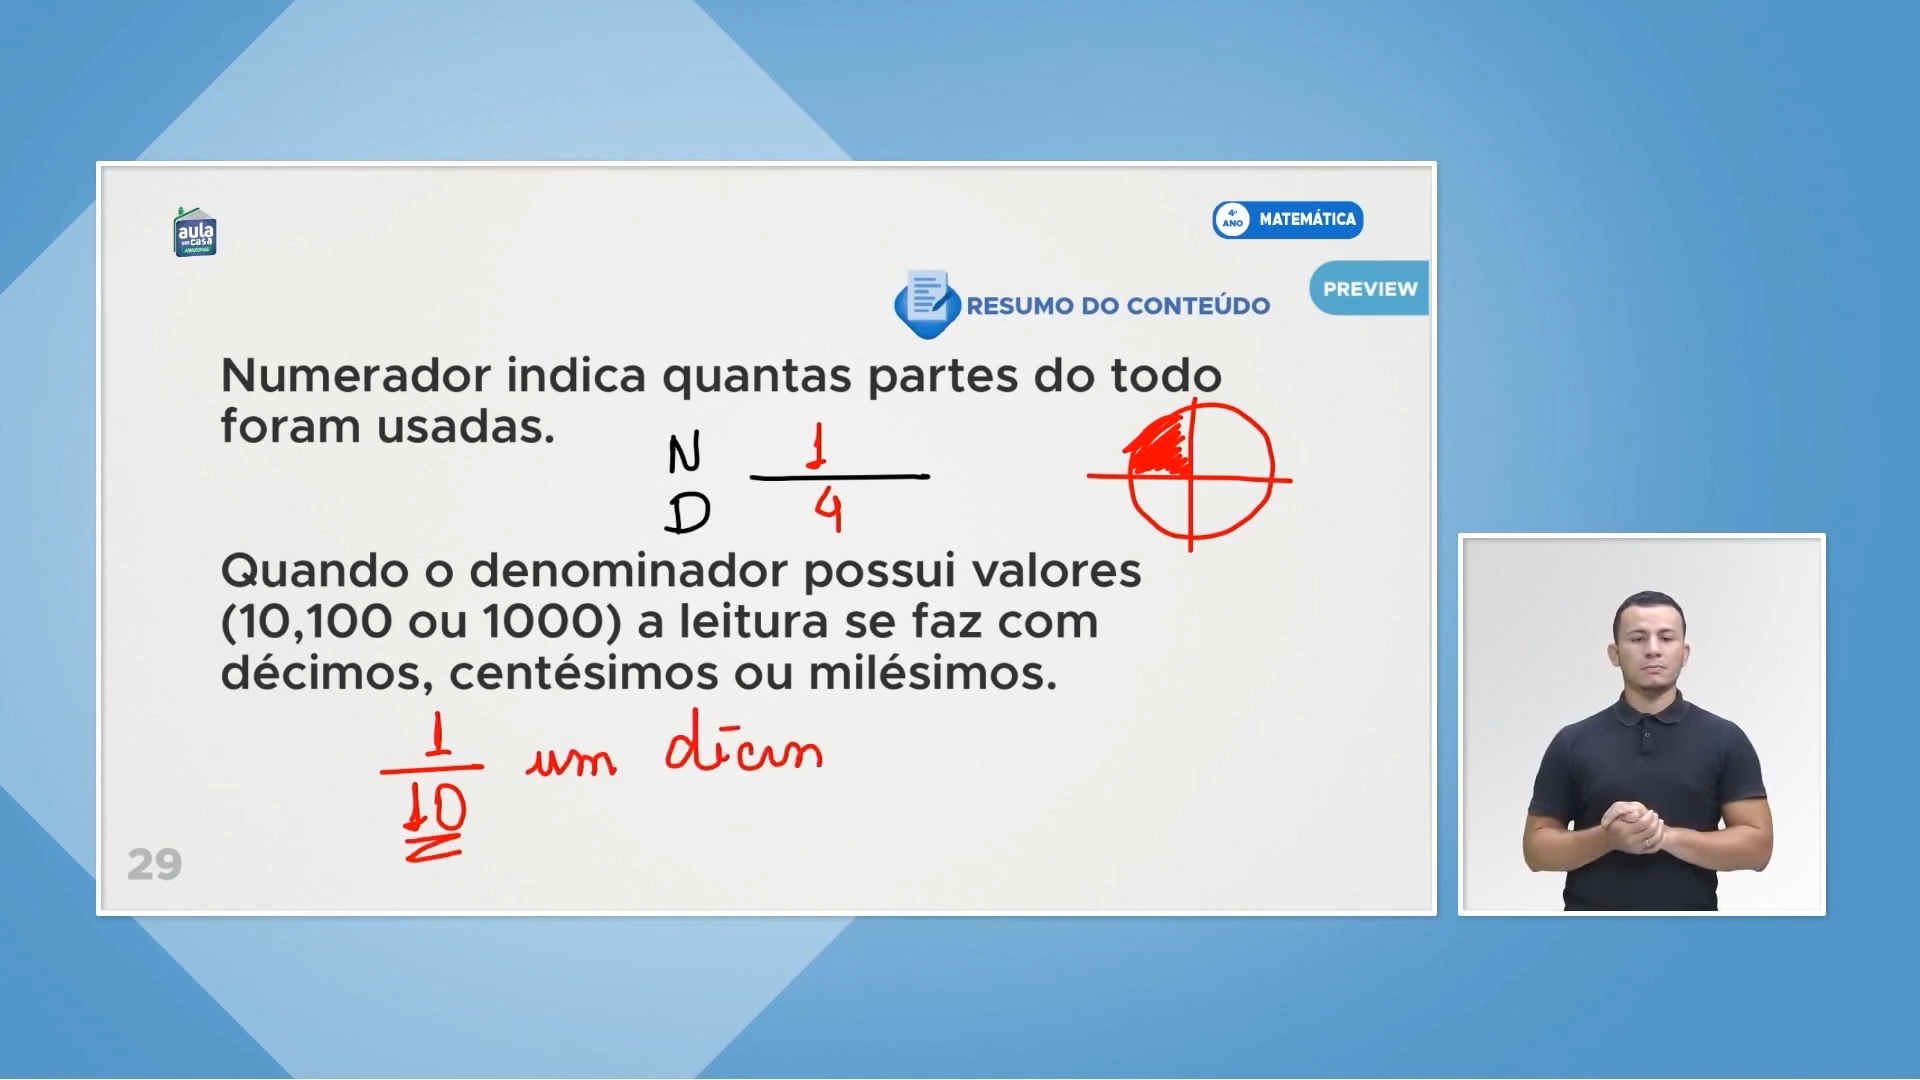 aula
em casa
AMAZONAS
4º
ANO
MATEMÁTICA
PREVIEW
RESUMO DO CONTEÚDO
Numerador indica quantas partes do todo
foram usadas.
N 1
D 4
Quando o denominador possui valores
(10,100 ou 1000) a leitura se faz com
décimos, centésimos ou milésimos.
1
10
um
29